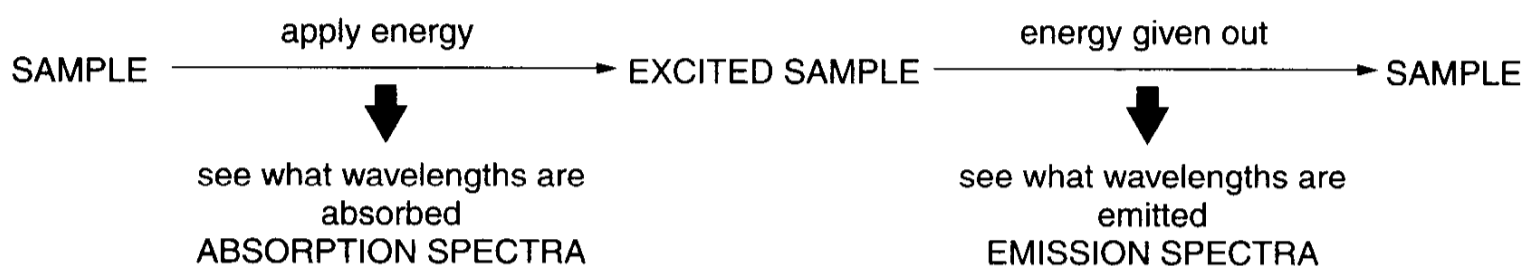 apply energy
energy given out
SAMPLE
EXCITED SAMPLE
SAMPLE
see what wavelengths are
absorbed
ABSORPTION SPECTRA
see what wavelengths are
emitted
EMISSION SPECTRA